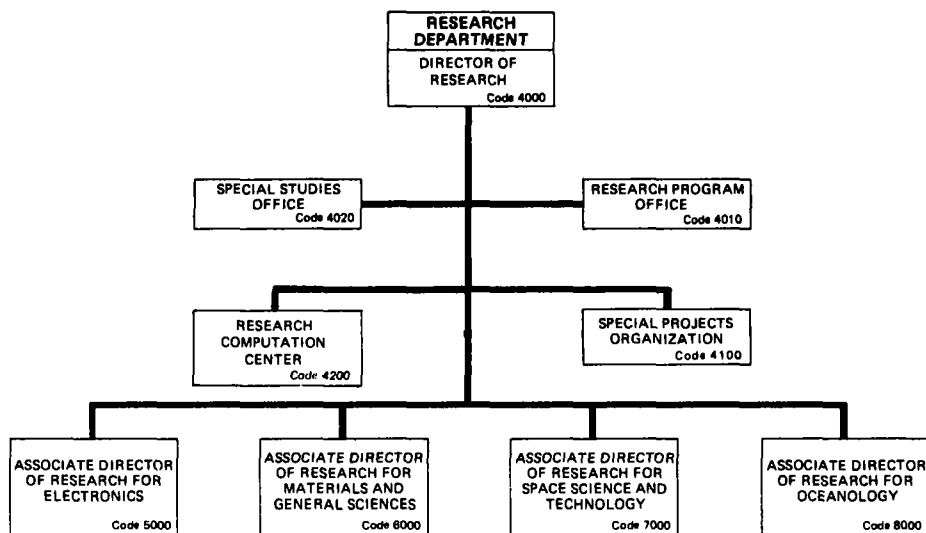 RESEARCH
DEPARTMENT
DIRECTOR OF
RESEARCH
Code 4000
SPECIAL STUDIES
OFFICE
Code 4020
RESEARCH PROGRAM
OFFICE
Code 4010
RESEARCH
COMPUTATION
CENTER
Code 4200
SPECIAL PROJECTS
ORGANIZATION
Code 4100
ASSOCIATE DIRECTOR
OF RESEARCH FOR
ELECTRONICS
Code 5000
ASSOCIATE DIRECTOR
OF RESEARCH FOR
MATERIALS AND
GENERAL SCIENCES
Code 6000
ASSOCIATE DIRECTOR
OF RESEARCH FOR
SPACE SCIENCE AND
TECHNOLOGY
Code 7000
ASSOCIATE DIRECTOR
OF RESEARCH FOR
OCEANOLOGY
Code 8000